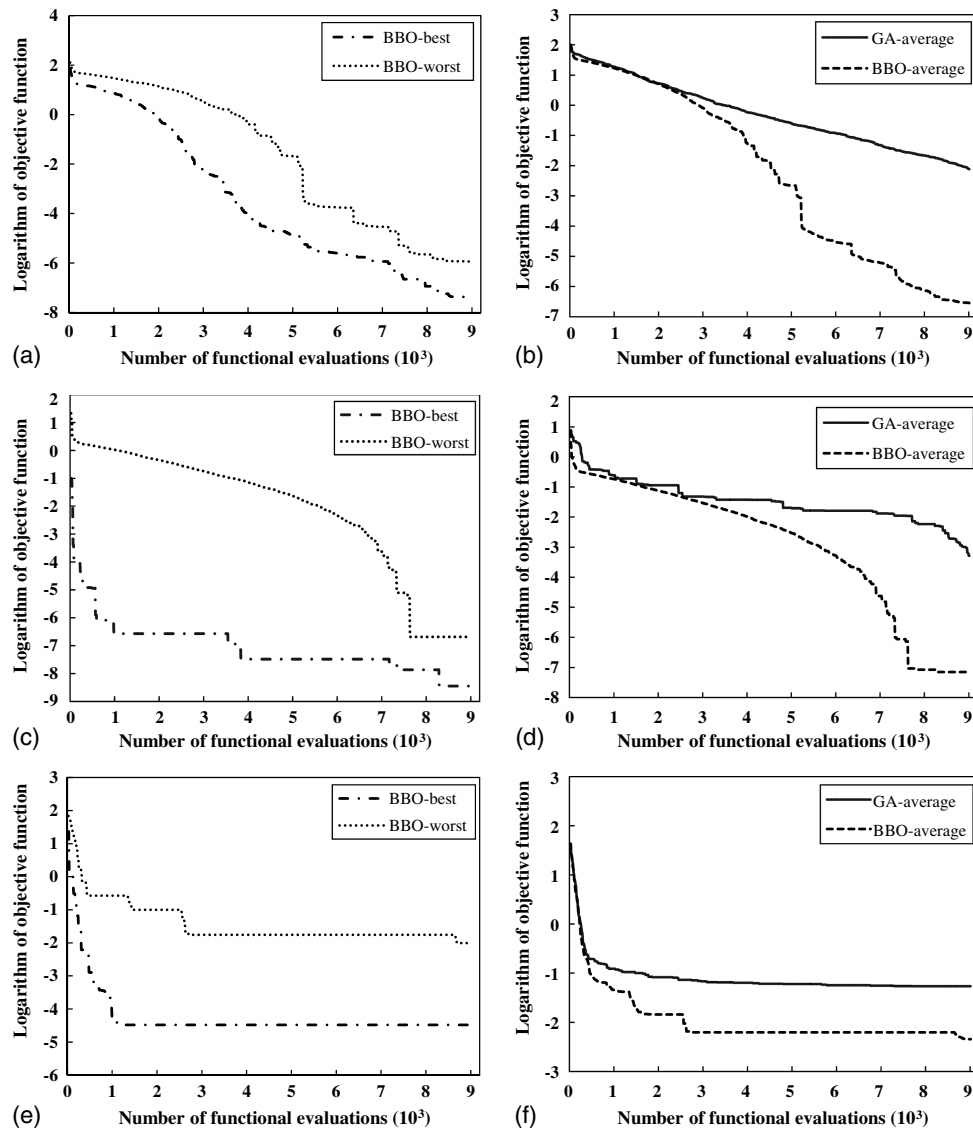 4
2
0
-2
-4
-6
-8
Logarithm of objective function
BBO-best
BBO-worst
0 1 2 3 4 5 6 7 8 9
(a) Number of functional evaluations (10³)
3
2
1
0
-1
-2
-3
-4
-5
-6
-7
Logarithm of objective function
GA-average
BBO-average
0 1 2 3 4 5 6 7 8 9
(b) Number of functional evaluations (10³)
2
1
0
-1
-2
-3
-4
-5
-6
-7
-8
-9
Logarithm of objective function
BBO-best
BBO-worst
0 1 2 3 4 5 6 7 8 9
(c) Number of functional evaluations (10³)
2
1
0
-1
-2
-3
-4
-5
-6
-7
-8
Logarithm of objective function
GA-average
BBO-average
0 1 2 3 4 5 6 7 8 9
(d) Number of functional evaluations (10³)
3
2
1
0
-1
-2
-3
-4
-5
-6
Logarithm of objective function
BBO-best
BBO-worst
0 1 2 3 4 5 6 7 8 9
(e) Number of functional evaluations (10³)
3
2
1
0
-1
-2
-3
Logarithm of objective function
GA-average
BBO-average
0 1 2 3 4 5 6 7 8 9
(f) Number of functional evaluations (10³)